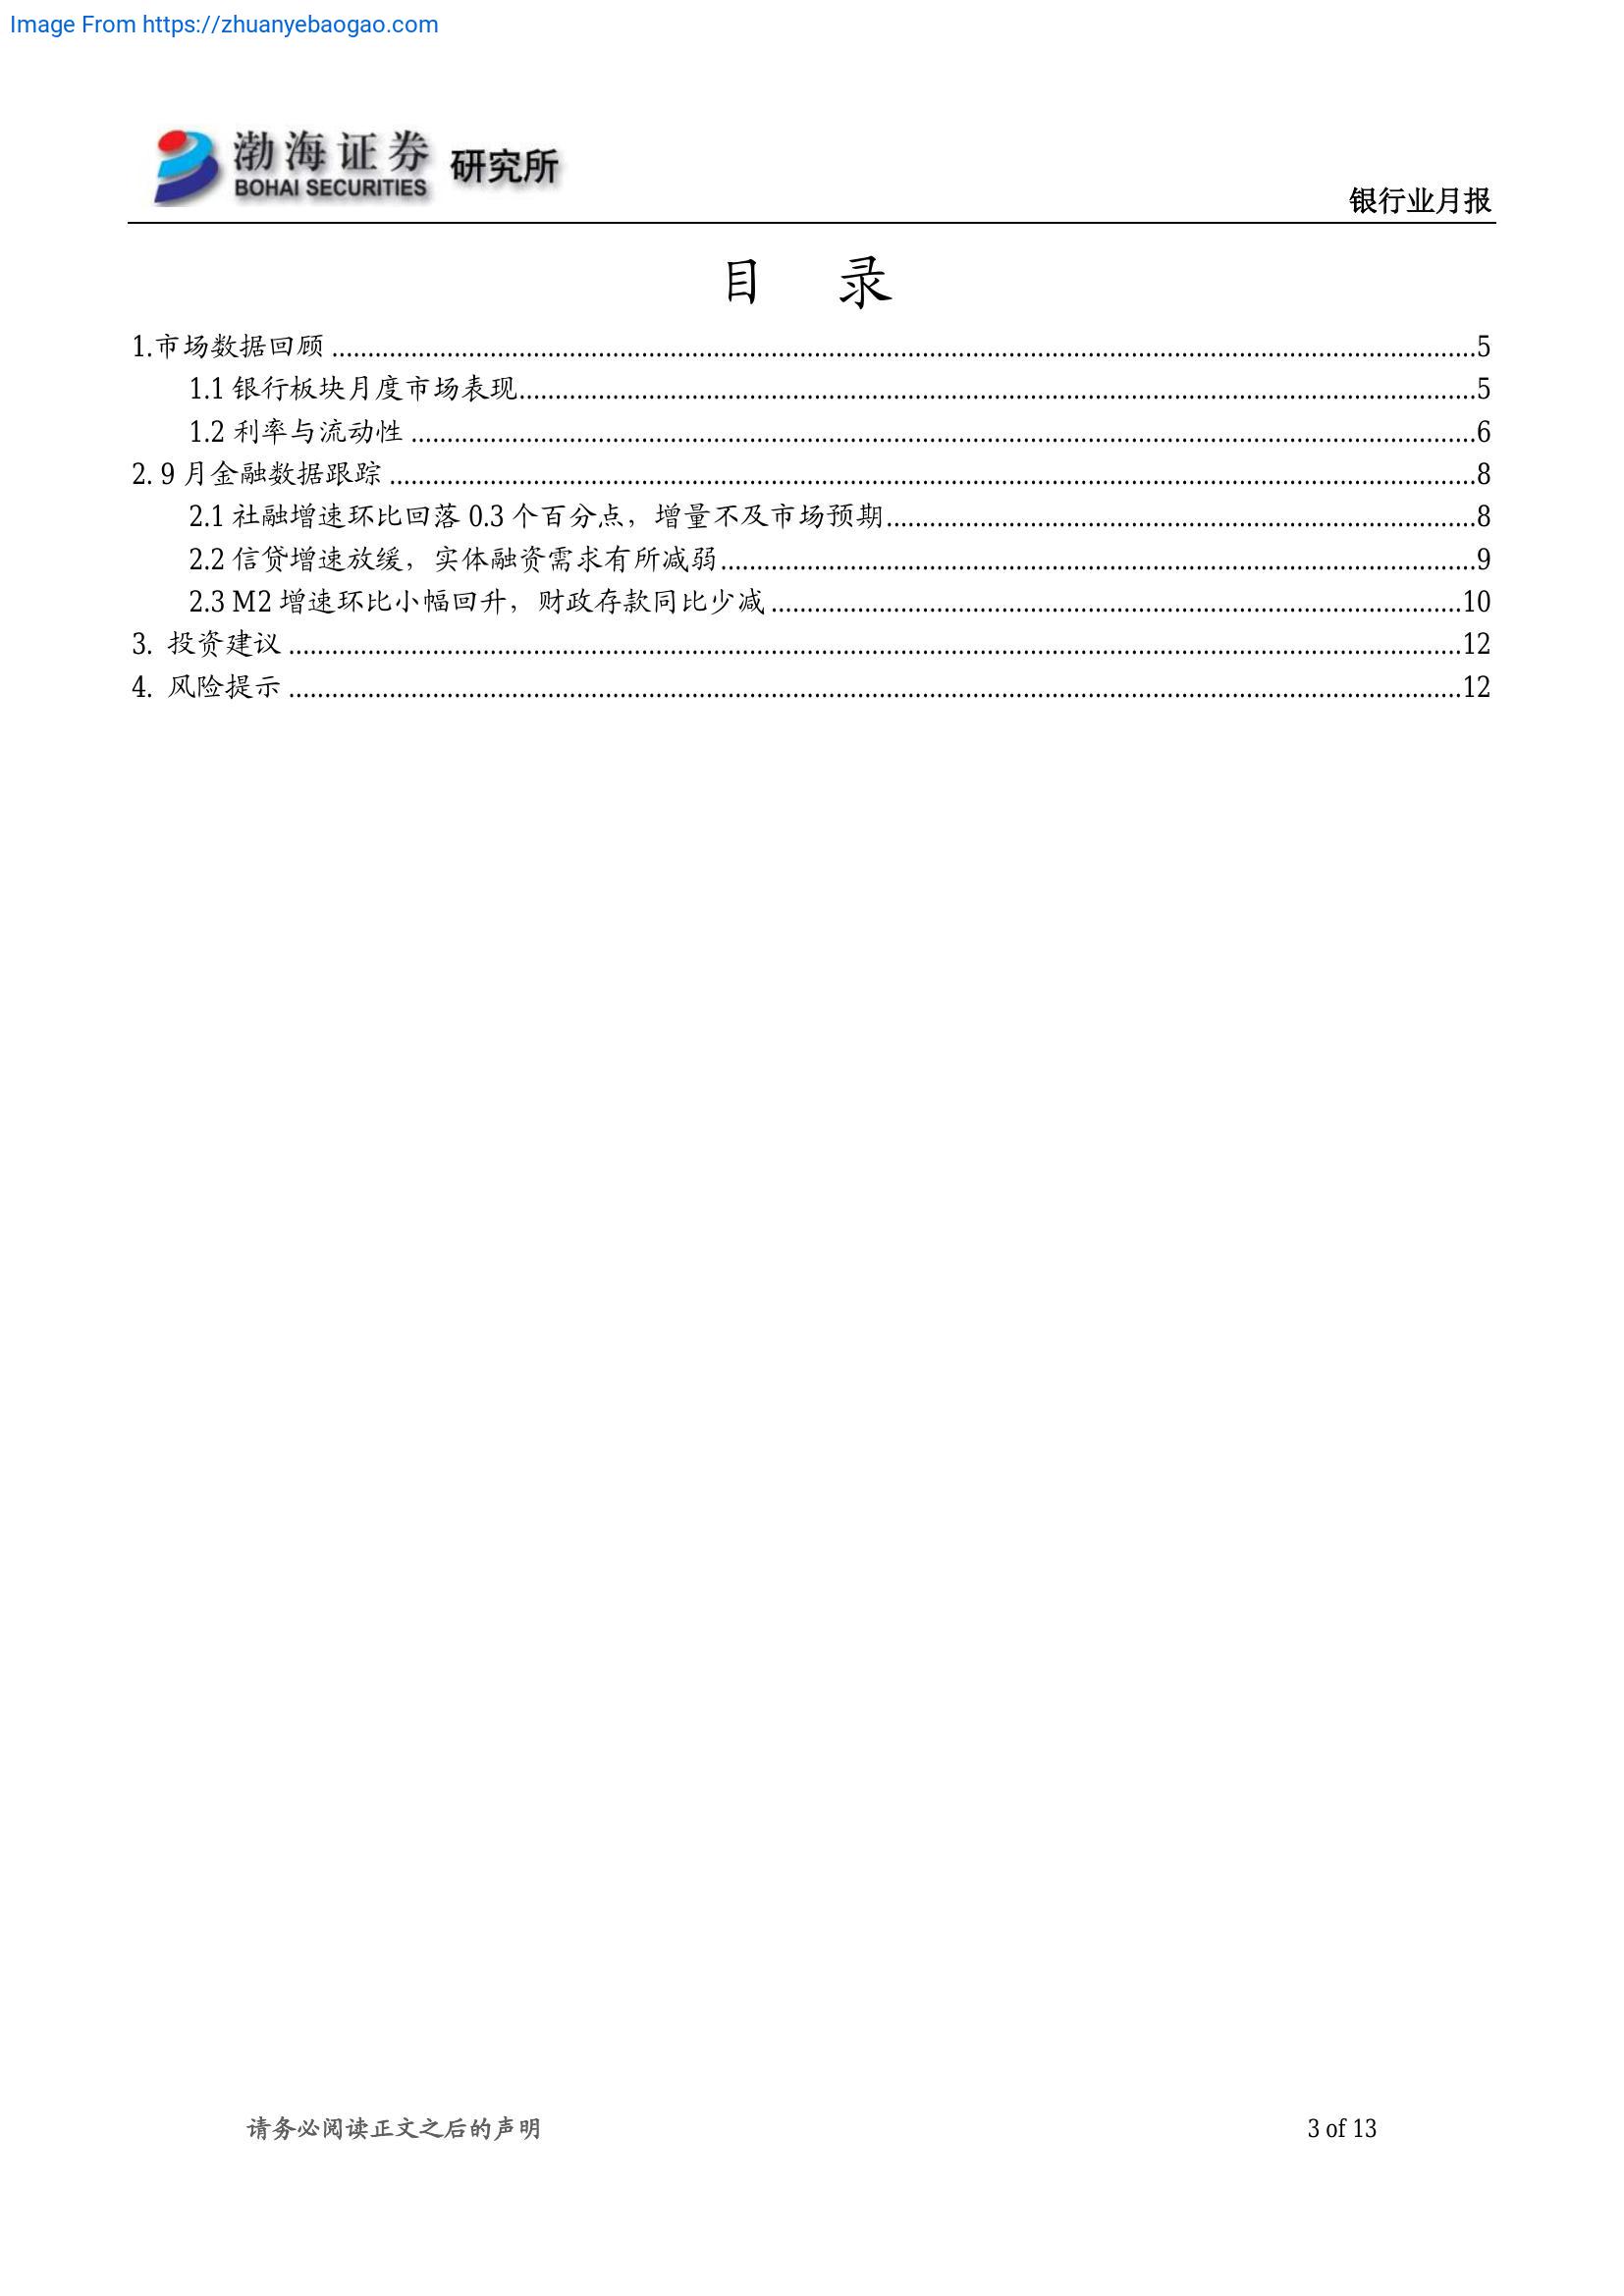 Image From https://zhuanyebaogao.com
渤海证券 研究所
BOHAI SECURITIES
银行业月报
目 录
1.市场数据回顾 ........ 5
1.1 银行板块月度市场表现 ........ 5
1.2 利率与流动性 ........ 6
2. 9 月金融数据跟踪 ........ 8
2.1 社融增速环比回落 0.3 个百分点，增量不及市场预期 ........ 8
2.2 信贷增速放缓，实体融资需求有所减弱 ........ 9
2.3 M2 增速环比小幅回升，财政存款同比少减 ........ 10
3. 投资建议 ........ 12
4. 风险提示 ........ 12
请务必阅读正文之后的声明
3 of 13